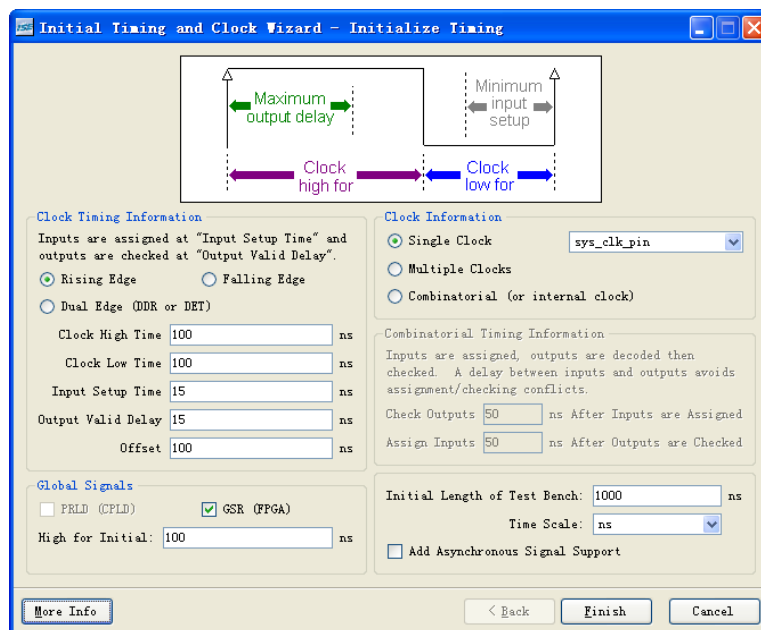 ISE Initial Timing and Clock Wizard - Initialize Timing
Maximum
output delay
Minimum
input
setup
Clock
high for
Clock
low for
Clock Timing Information
Inputs are assigned at "Input Setup Time" and
outputs are checked at "Output Valid Delay".
Rising Edge Falling Edge
Dual Edge (DDR or DET)
Clock High Time 100 ns
Clock Low Time 100 ns
Input Setup Time 15 ns
Output Valid Delay 15 ns
Offset 100 ns
Global Signals
PRLD (CPLD) GSR (FPGA)
High for Initial: 100 ns
Clock Information
Single Clock sys_clk_pin
Multiple Clocks
Combinatorial (or internal clock)
Combinatorial Timing Information
Inputs are assigned, outputs are decoded then
checked. A delay between inputs and outputs avoids
assignment/checking conflicts.
Check Outputs 50 ns After Inputs are Assigned
Assign Inputs 50 ns After Outputs are Checked
Initial Length of Test Bench: 1000 ns
Time Scale: ns
Add Asynchronous Signal Support
More Info < Back Finish Cancel